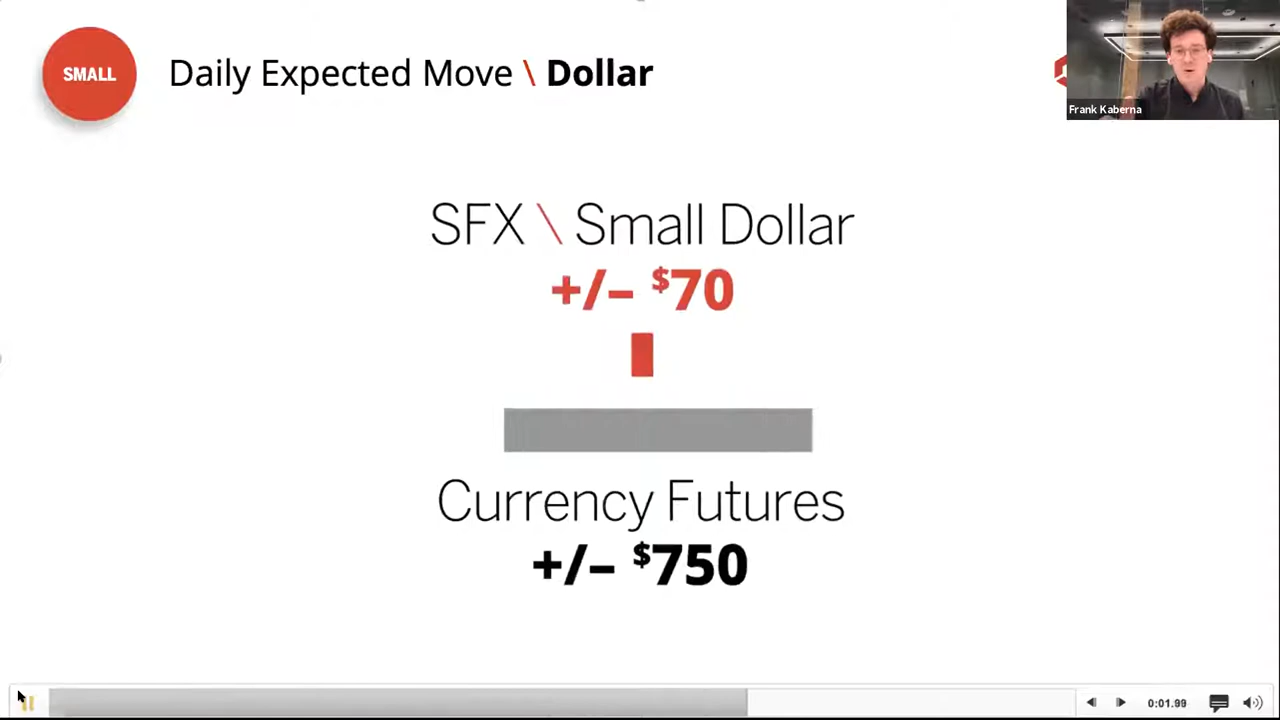 SMALL
Daily Expected Move \ Dollar
Frank Kaberna
SFX \ Small Dollar
+/– $70
Currency Futures
+/– $750
0:01.99